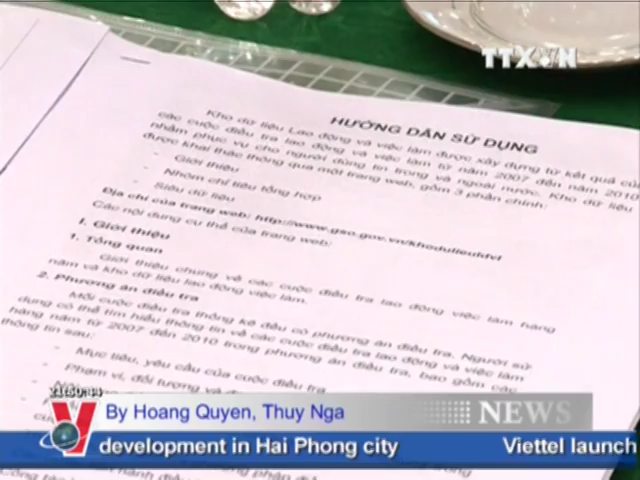 TTXVN
HƯỚNG DẪN SỬ DỤNG
Kho dữ liệu Lao động và việc làm được xây dựng từ kết quả của
các cuộc điều tra lao động và việc làm từ năm 2007 đến năm 2010
nhằm phục vụ cho người dùng tin trong và ngoài nước. Kho dữ liệu
được khai thác thông qua một trang web, gồm 3 phần chính:
- Giới thiệu
- Nhóm chỉ tiêu tổng hợp
- Siêu dữ liệu
Địa chỉ của trang web: http://www.gso.gov.vn/khodulieuldvl
Các nội dung cụ thể của trang web:
I. Giới thiệu
1. Tổng quan
Giới thiệu chung về các cuộc điều tra lao động việc làm hàng
năm và kho dữ liệu lao động việc làm.
2. Phương án điều tra
Mỗi cuộc điều tra thống kê đều có phương án điều tra. Người sử
dụng có thể tìm hiểu thông tin về các cuộc điều tra lao động và việc làm
hàng năm từ 2007 đến 2010 trong phương án điều tra, bao gồm các
thông tin sau:
- Mục tiêu, yêu cầu của cuộc điều tra
- Phạm vi, đối tượng và
21:50:44
V
By Hoang Quyen, Thuy Nga
NEWS
development in Hai Phong city Viettel launch